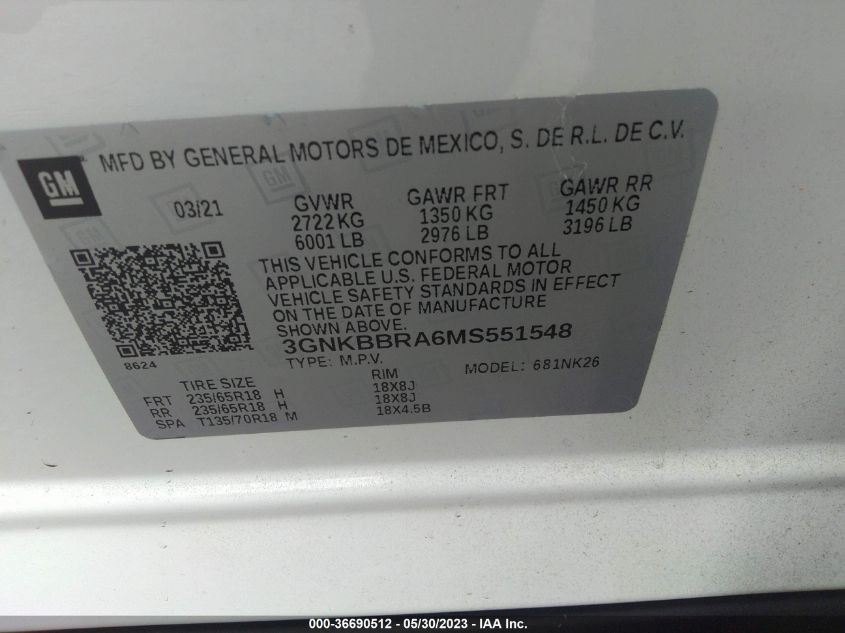 GM
MFD BY GENERAL MOTORS DE MEXICO, S. DE R.L. DE C.V.
03/21 GVWR GAWR FRT GAWR RR
2722 KG 1350 KG 1450 KG
6001 LB 2976 LB 3196 LB
THIS VEHICLE CONFORMS TO ALL
APPLICABLE U.S. FEDERAL MOTOR
VEHICLE SAFETY STANDARDS IN EFFECT
ON THE DATE OF MANUFACTURE
SHOWN ABOVE.
3GNKBBRA6MS551548
8624 TYPE: M.P.V. MODEL: 681NK26
TIRE SIZE RIM
FRT 235/65R18 H 18X8J
RR 235/65R18 H 18X8J
SPA T135/70R18 M 18X4.5B
000-36690512 - 05/30/2023 - IAA Inc.